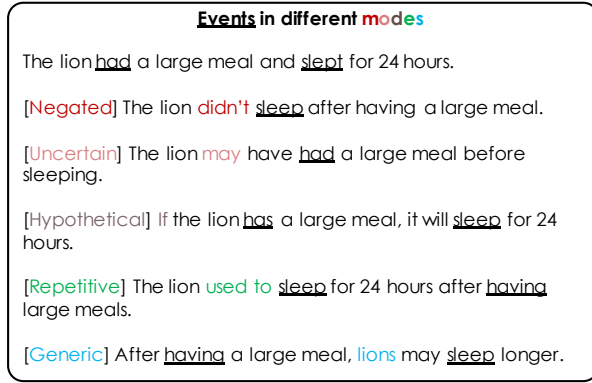 Events in different modes
The lion had a large meal and slept for 24 hours.
[Negated] The lion didn't sleep after having a large meal.
[Uncertain] The lion may have had a large meal before
sleeping.
[Hypothetical] If the lion has a large meal, it will sleep for 24
hours.
[Repetitive] The lion used to sleep for 24 hours after having
large meals.
[Generic] After having a large meal, lions may sleep longer.